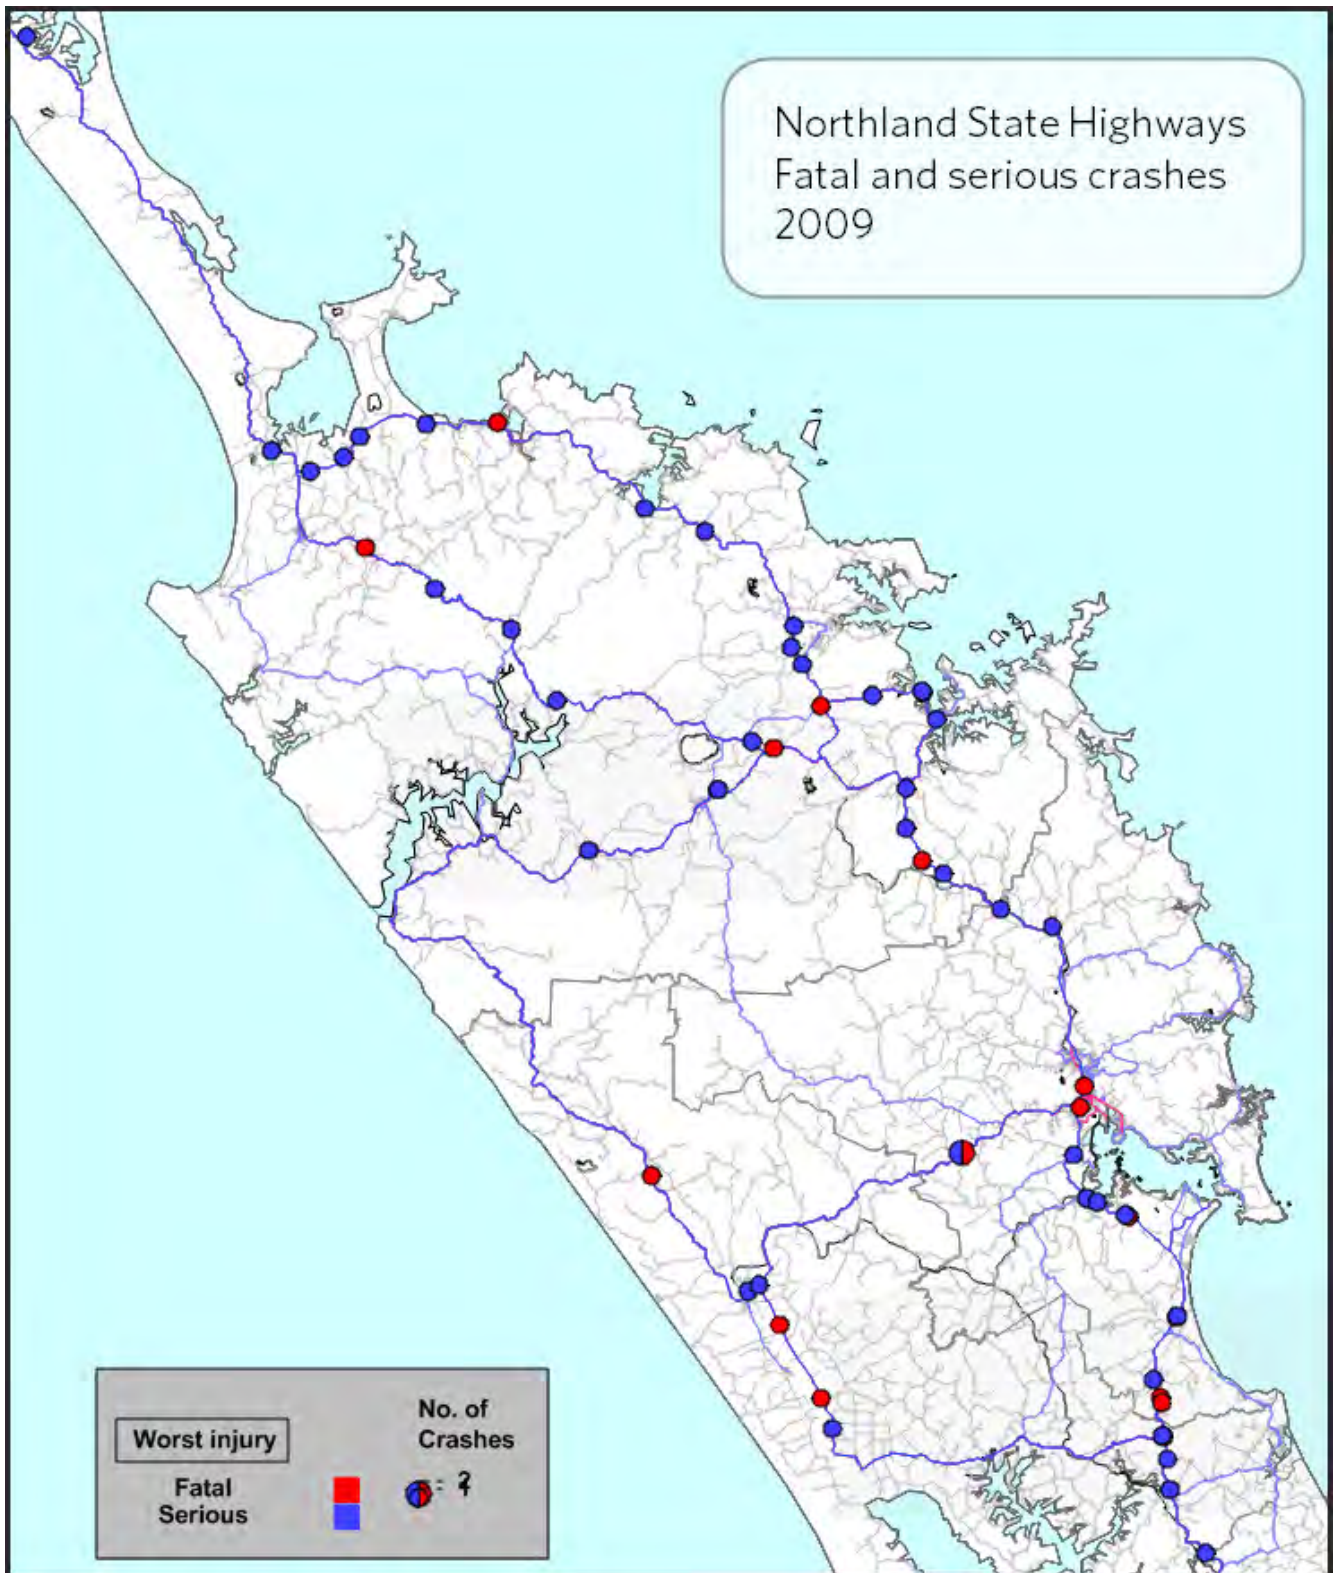 Northland State Highways
Fatal and serious crashes
2009
No. of
Crashes
Worst injury
Fatal
Serious